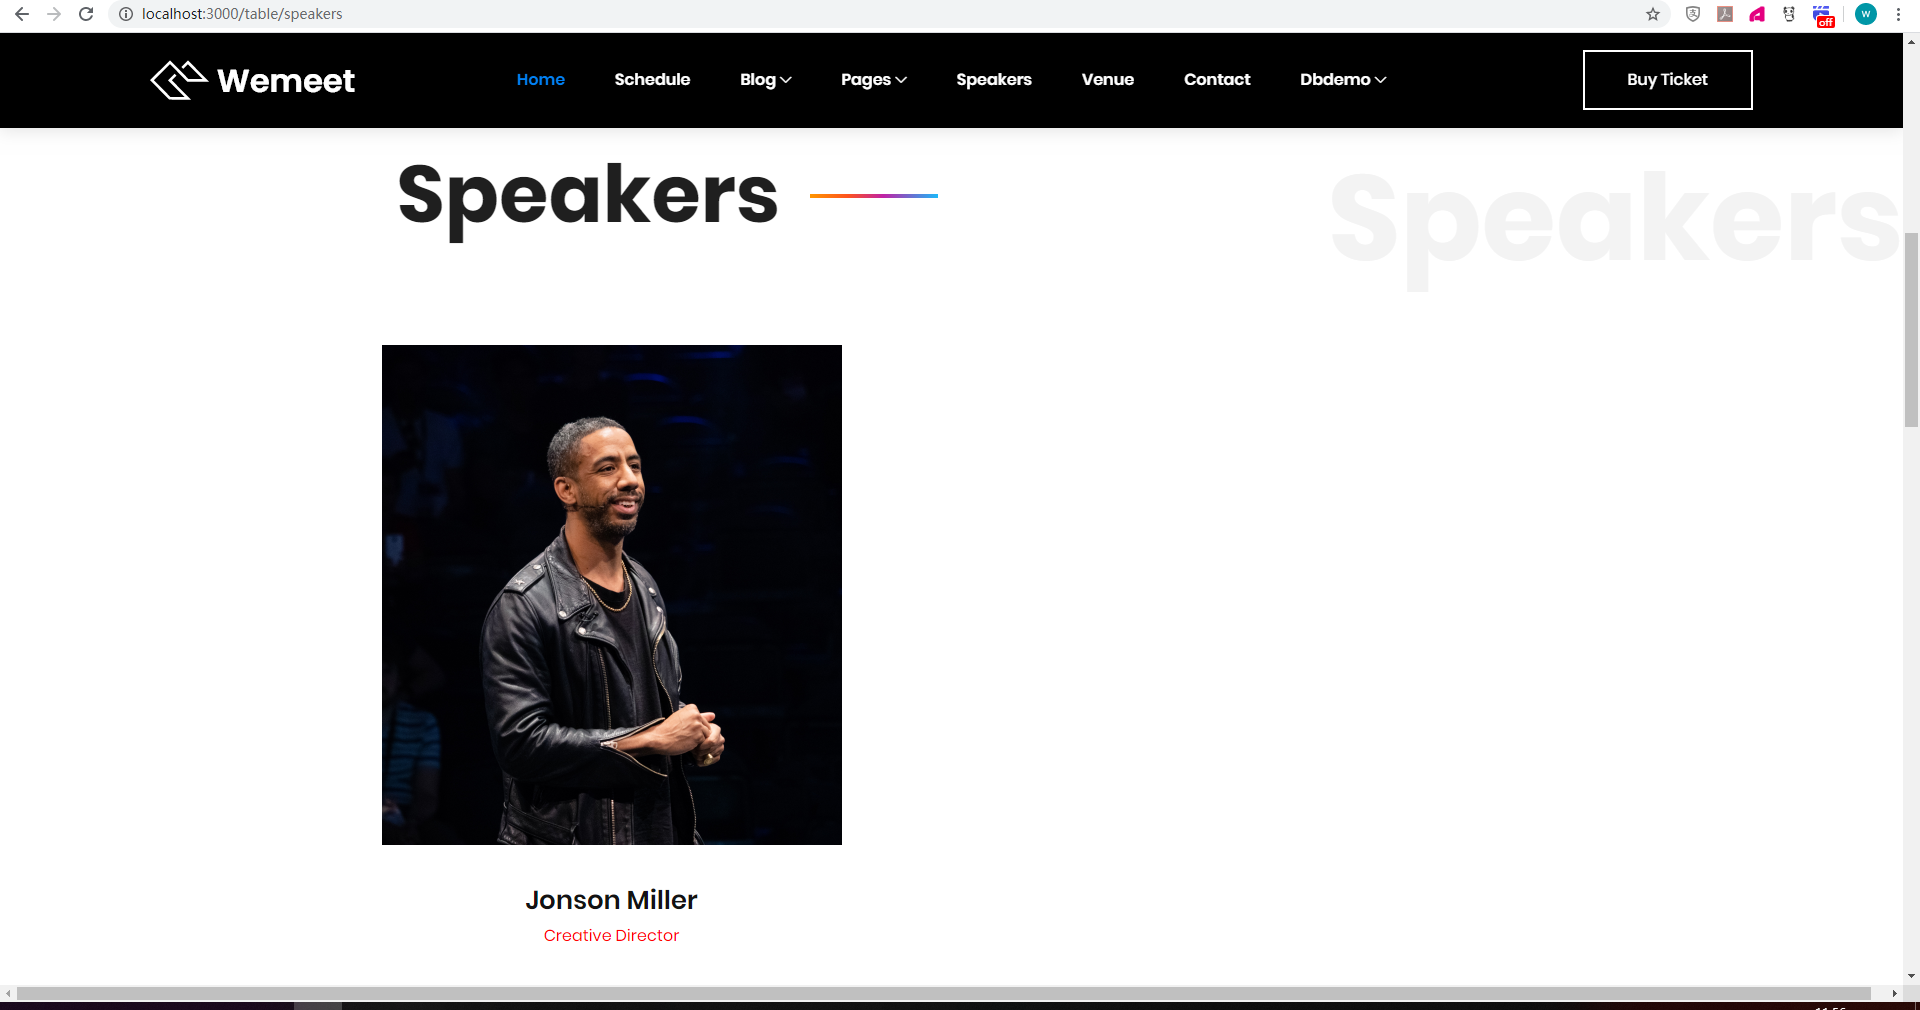 localhost:3000/table/speakers
off
W
Wemeet
Home
Schedule
Blog
Pages
Speakers
Venue
Contact
Dbdemo
Buy Ticket
Speakers
Speakers
Jonson Miller
Creative Director